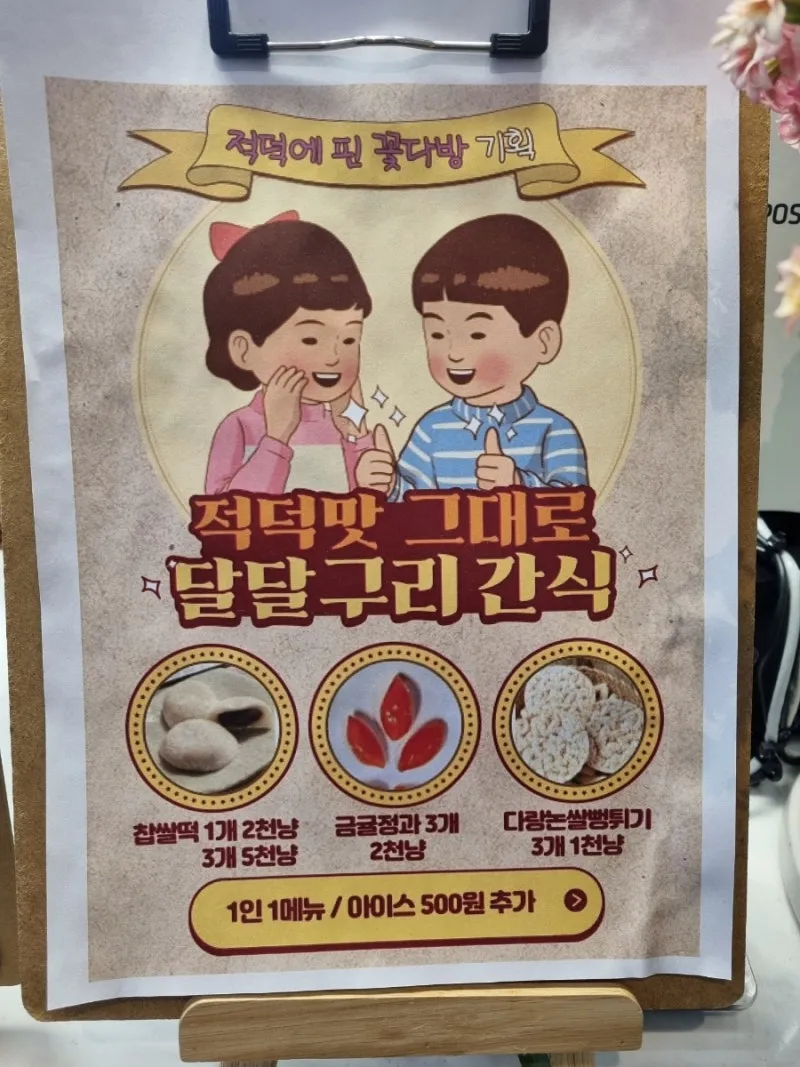 적덕에 핀 꽃다방 기획
적덕맛 그대로
달달구리 간식
찹쌀떡 1개 2천냥
3개 5천냥
금귤정과 3개
2천냥
다랑논쌀뻥튀기
3개 1천냥
1인 1메뉴 / 아이스 500원 추가
POS